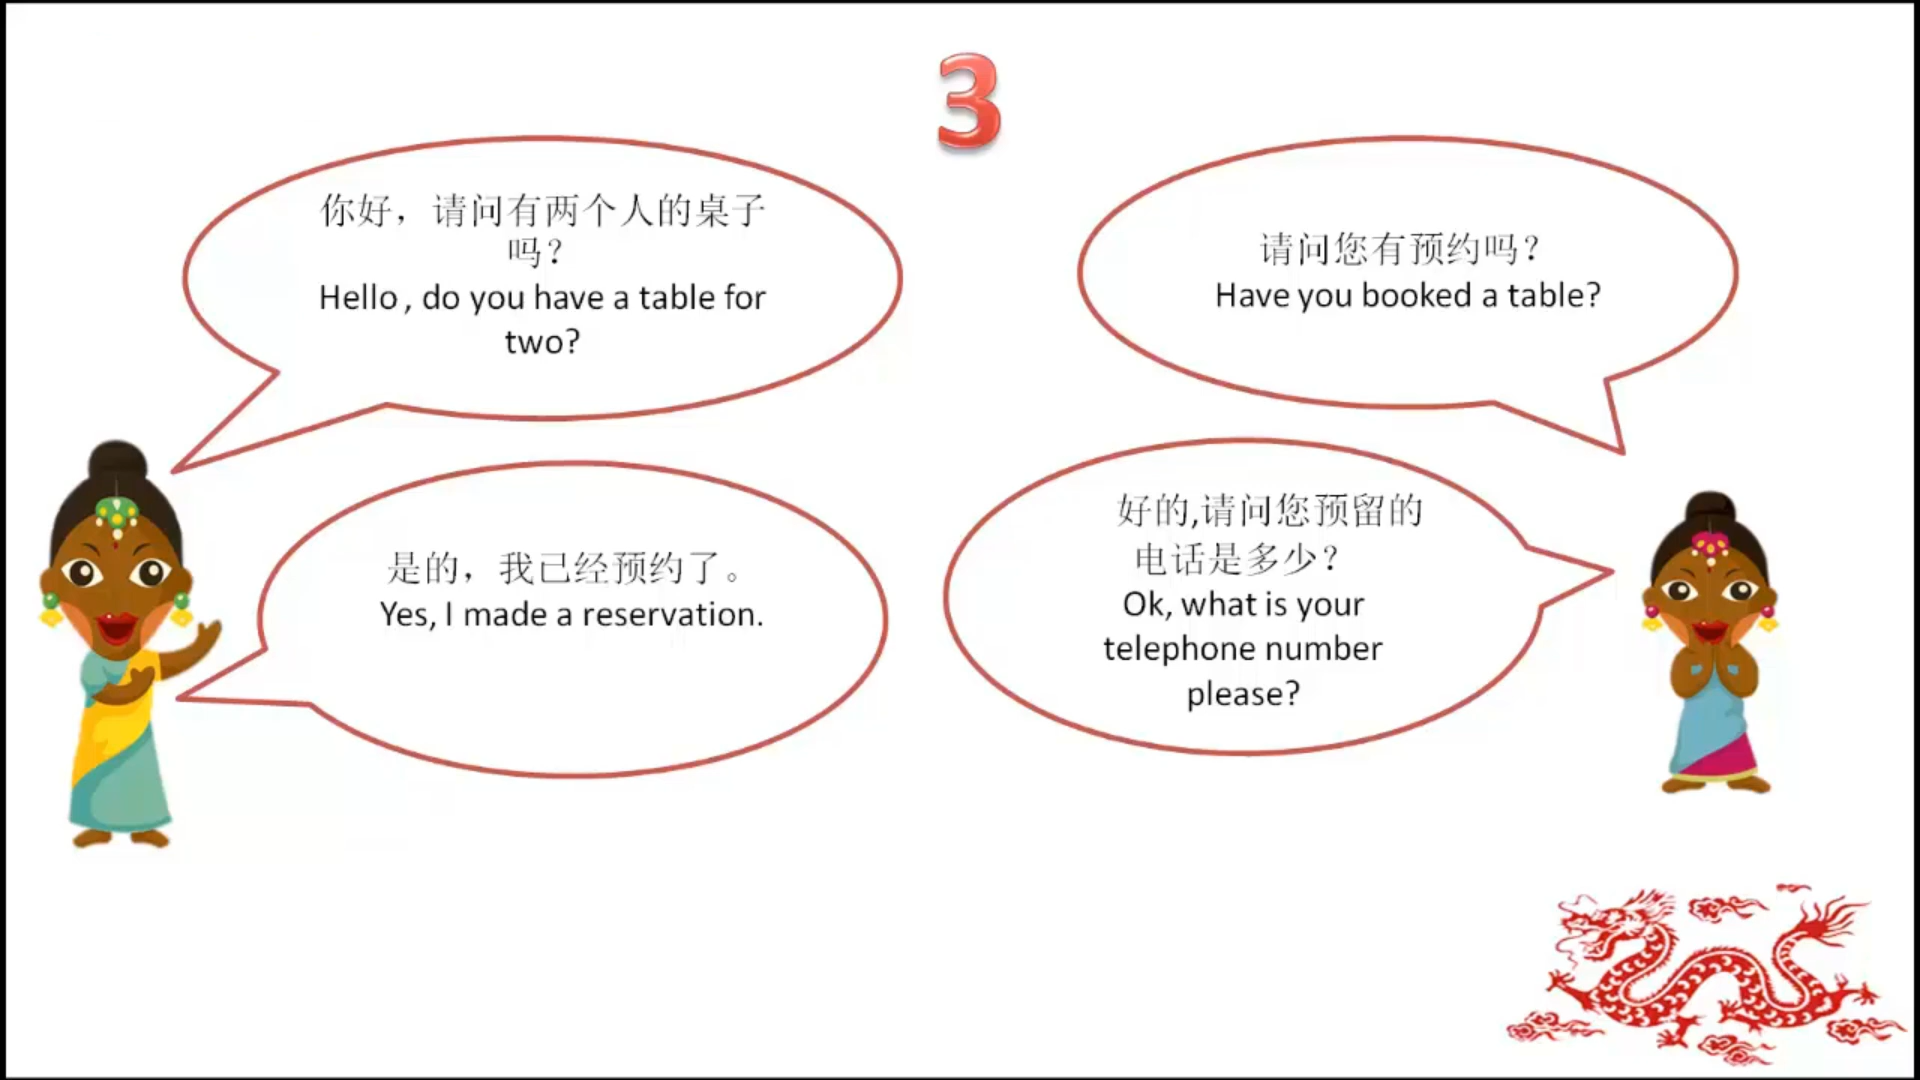 3
你好，请问有两个人的桌子
吗？
Hello , do you have a table for
two?
请问您有预约吗？
Have you booked a table?
是的，我已经预约了。
Yes, I made a reservation.
好的,请问您预留的
电话是多少？
Ok, what is your
telephone number
please?